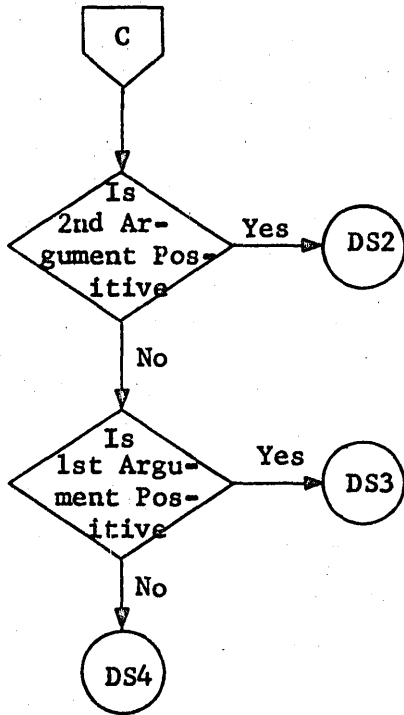 C
Is
2nd Ar-
gument Pos-
itive
Yes
DS2
No
Is
1st Argu-
ment Pos-
itive
Yes
DS3
No
DS4